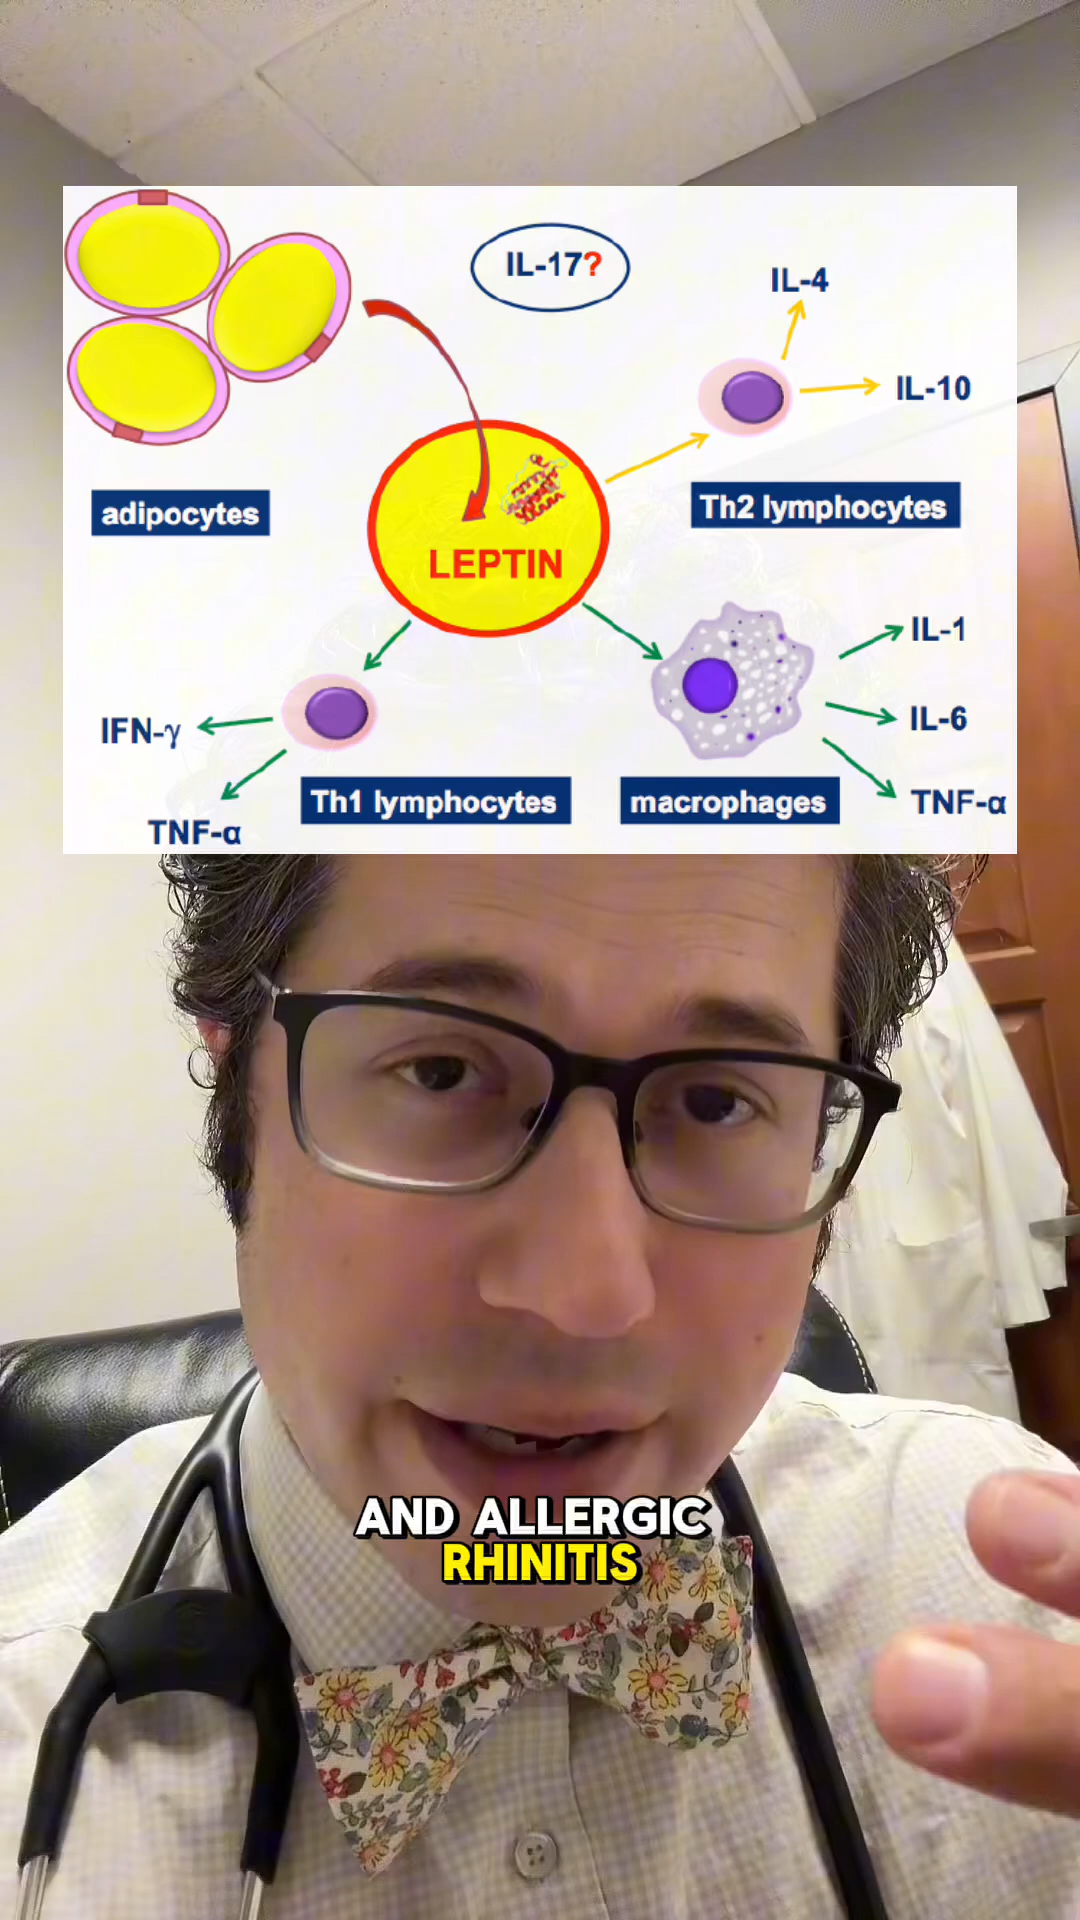 IL-17?
IL-4
IL-10
adipocytes
Th2 lymphocytes
LEPTIN
IL-1
IL-6
IFN-γ
Th1 lymphocytes
macrophages
TNF-α
TNF-α
AND ALLERGIC
RHINITIS